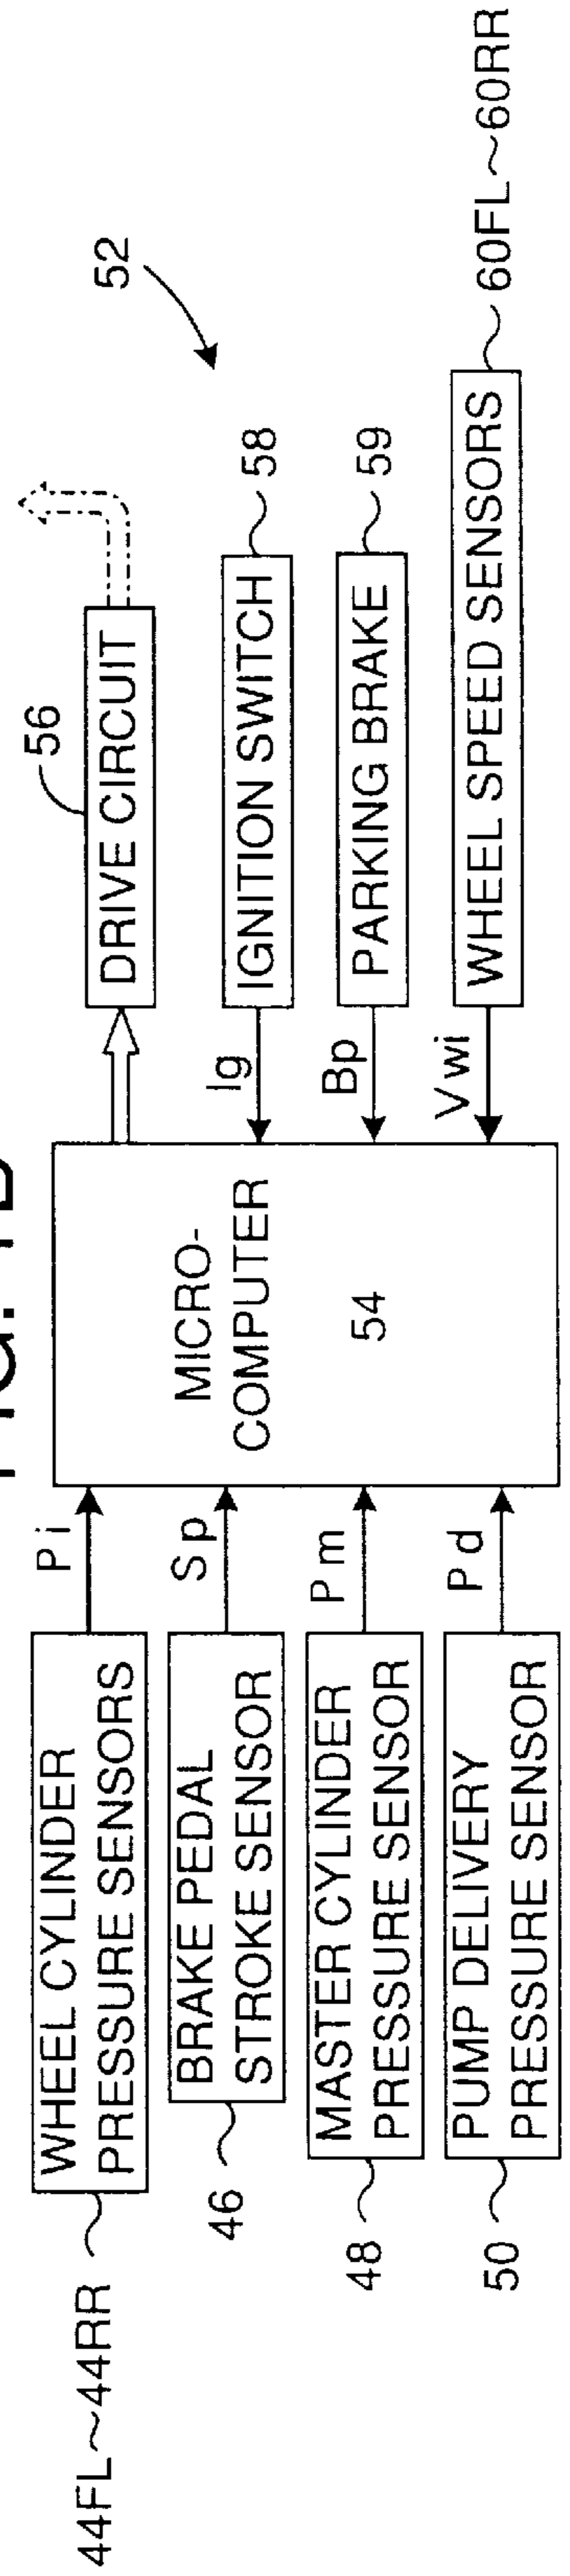 FIG. 1B
44FL~44RR
WHEEL CYLINDER
PRESSURE SENSORS
Pi
46
BRAKE PEDAL
STROKE SENSOR
Sp
48
MASTER CYLINDER
PRESSURE SENSOR
Pm
50
PUMP DELIVERY
PRESSURE SENSOR
Pd
MICRO-
COMPUTER
54
56
DRIVE CIRCUIT
52
Ig
IGNITION SWITCH
58
Bp
PARKING BRAKE
59
Vwi
WHEEL SPEED SENSORS
60FL~60RR